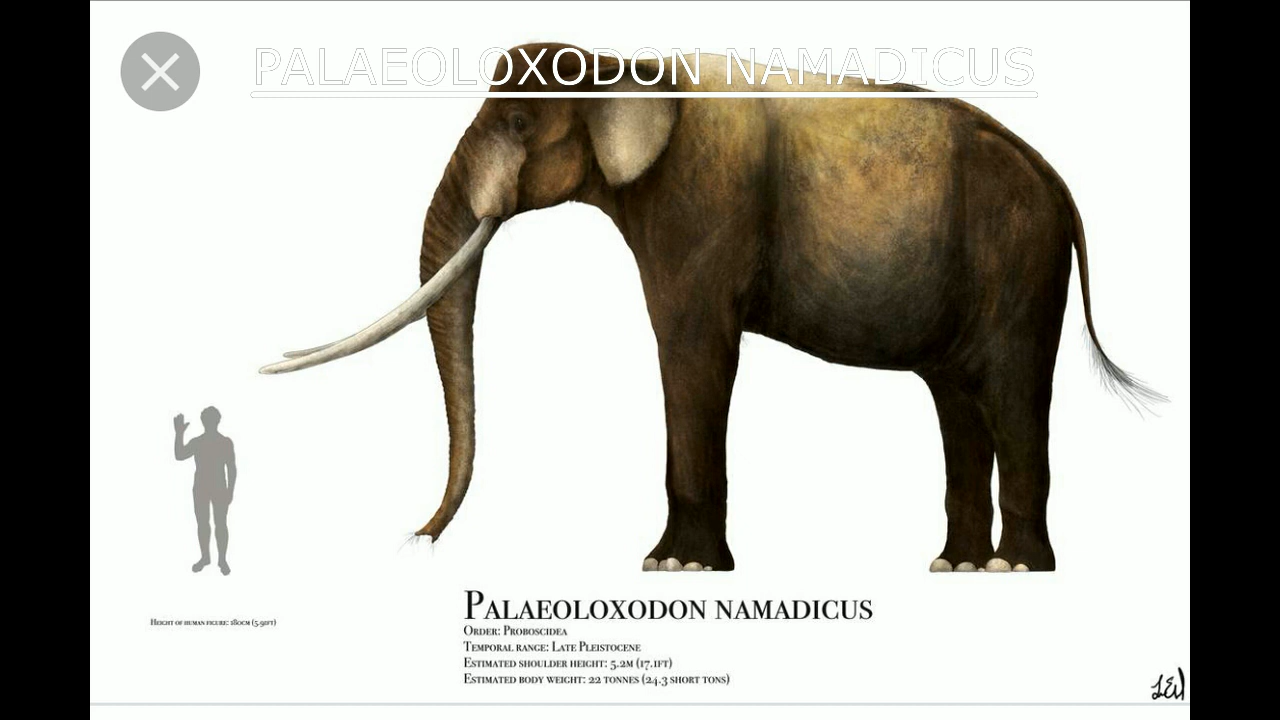 PALAEOLOXODON NAMADICUS
Palaeoloxodon namadicus
Order: Proboscidea
Temporal range: Late Pleistocene
Estimated shoulder height: 5.2m (17.1ft)
Estimated body weight: 22 tonnes (24.3 short tons)
Height of human figure: 180cm (5.91ft)